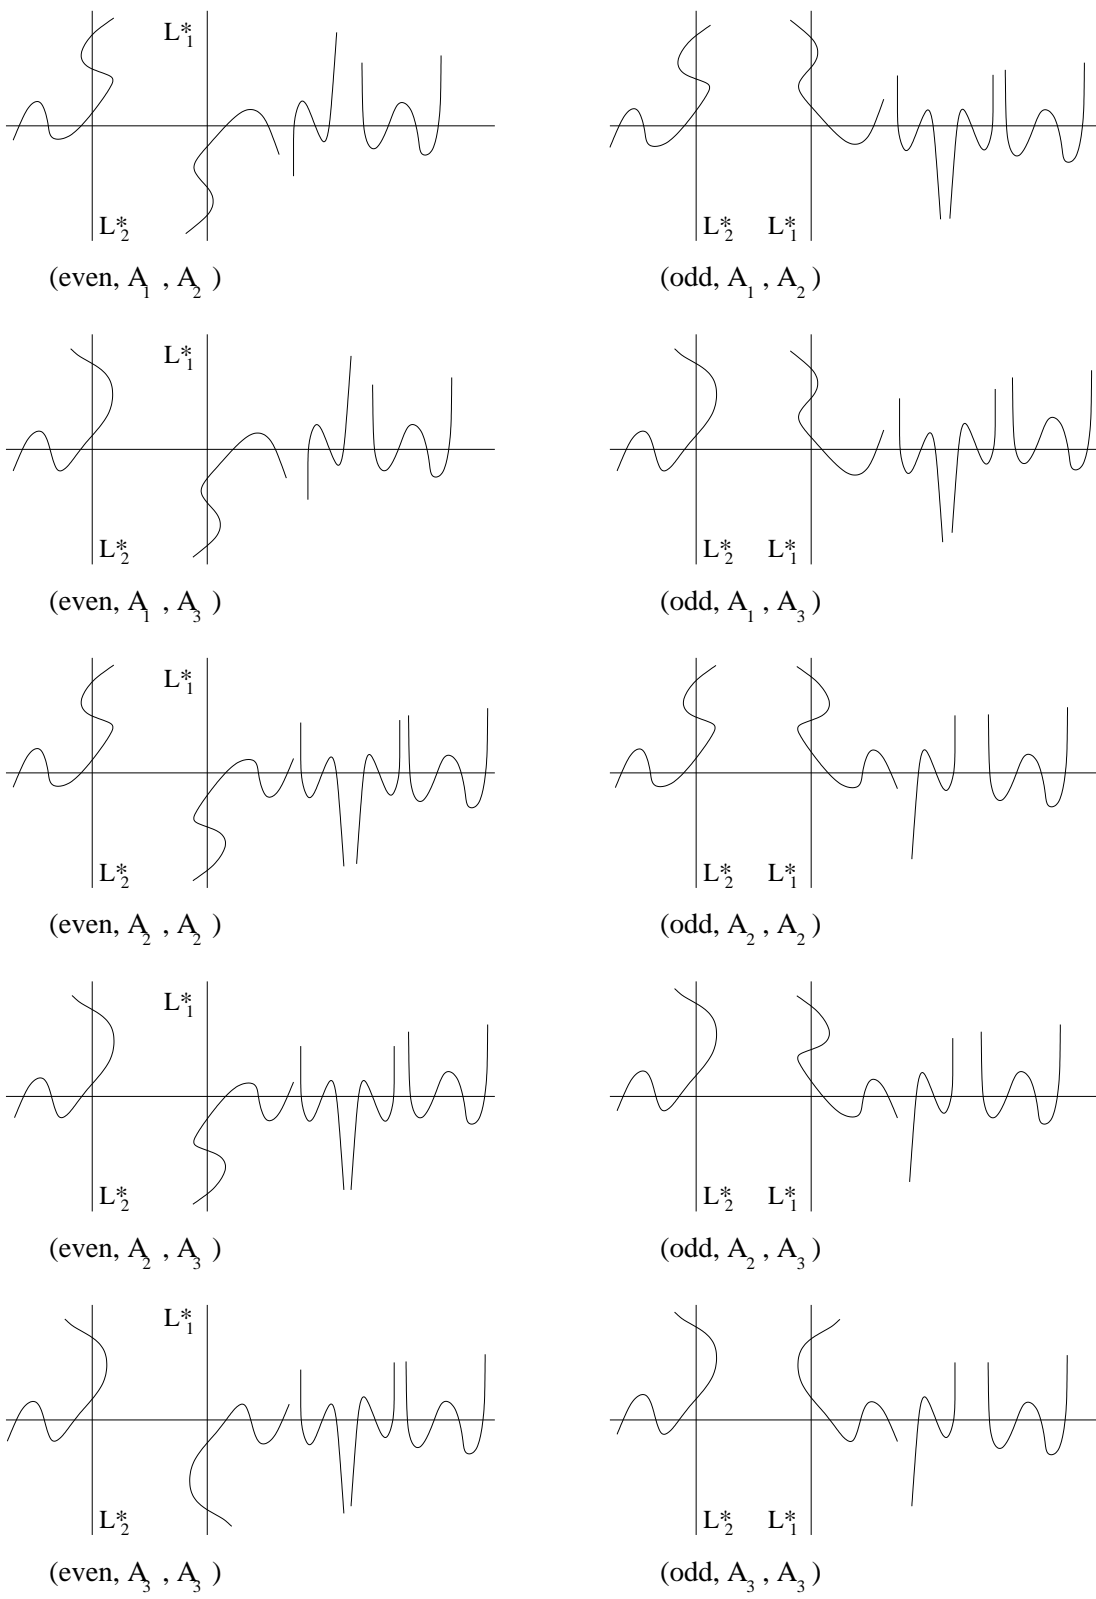 L*1
L*2
L*2 L*1
(even, A1 , A2 )
(odd, A1 , A2 )
L*1
L*2
L*2 L*1
(even, A1 , A3 )
(odd, A1 , A3 )
L*1
L*2
L*2 L*1
(even, A2 , A2 )
(odd, A2 , A2 )
L*1
L*2
L*2 L*1
(even, A2 , A3 )
(odd, A2 , A3 )
L*1
L*2
L*2 L*1
(even, A3 , A3 )
(odd, A3 , A3 )